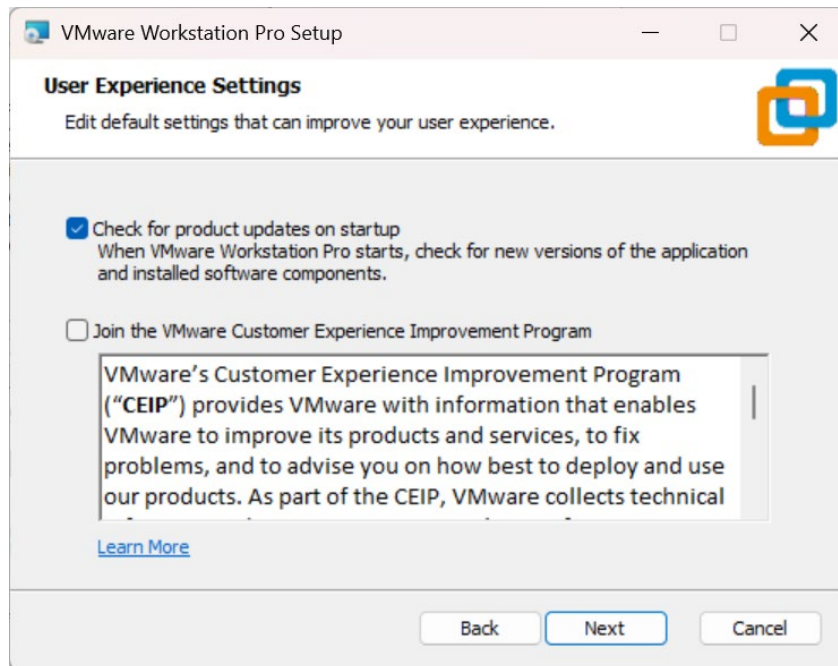 VMware Workstation Pro Setup
User Experience Settings
Edit default settings that can improve your user experience.
Check for product updates on startup
When VMware Workstation Pro starts, check for new versions of the application
and installed software components.
Join the VMware Customer Experience Improvement Program
VMware’s Customer Experience Improvement Program
(“CEIP”) provides VMware with information that enables
VMware to improve its products and services, to fix
problems, and to advise you on how best to deploy and use
our products. As part of the CEIP, VMware collects technical
Learn More
Back
Next
Cancel